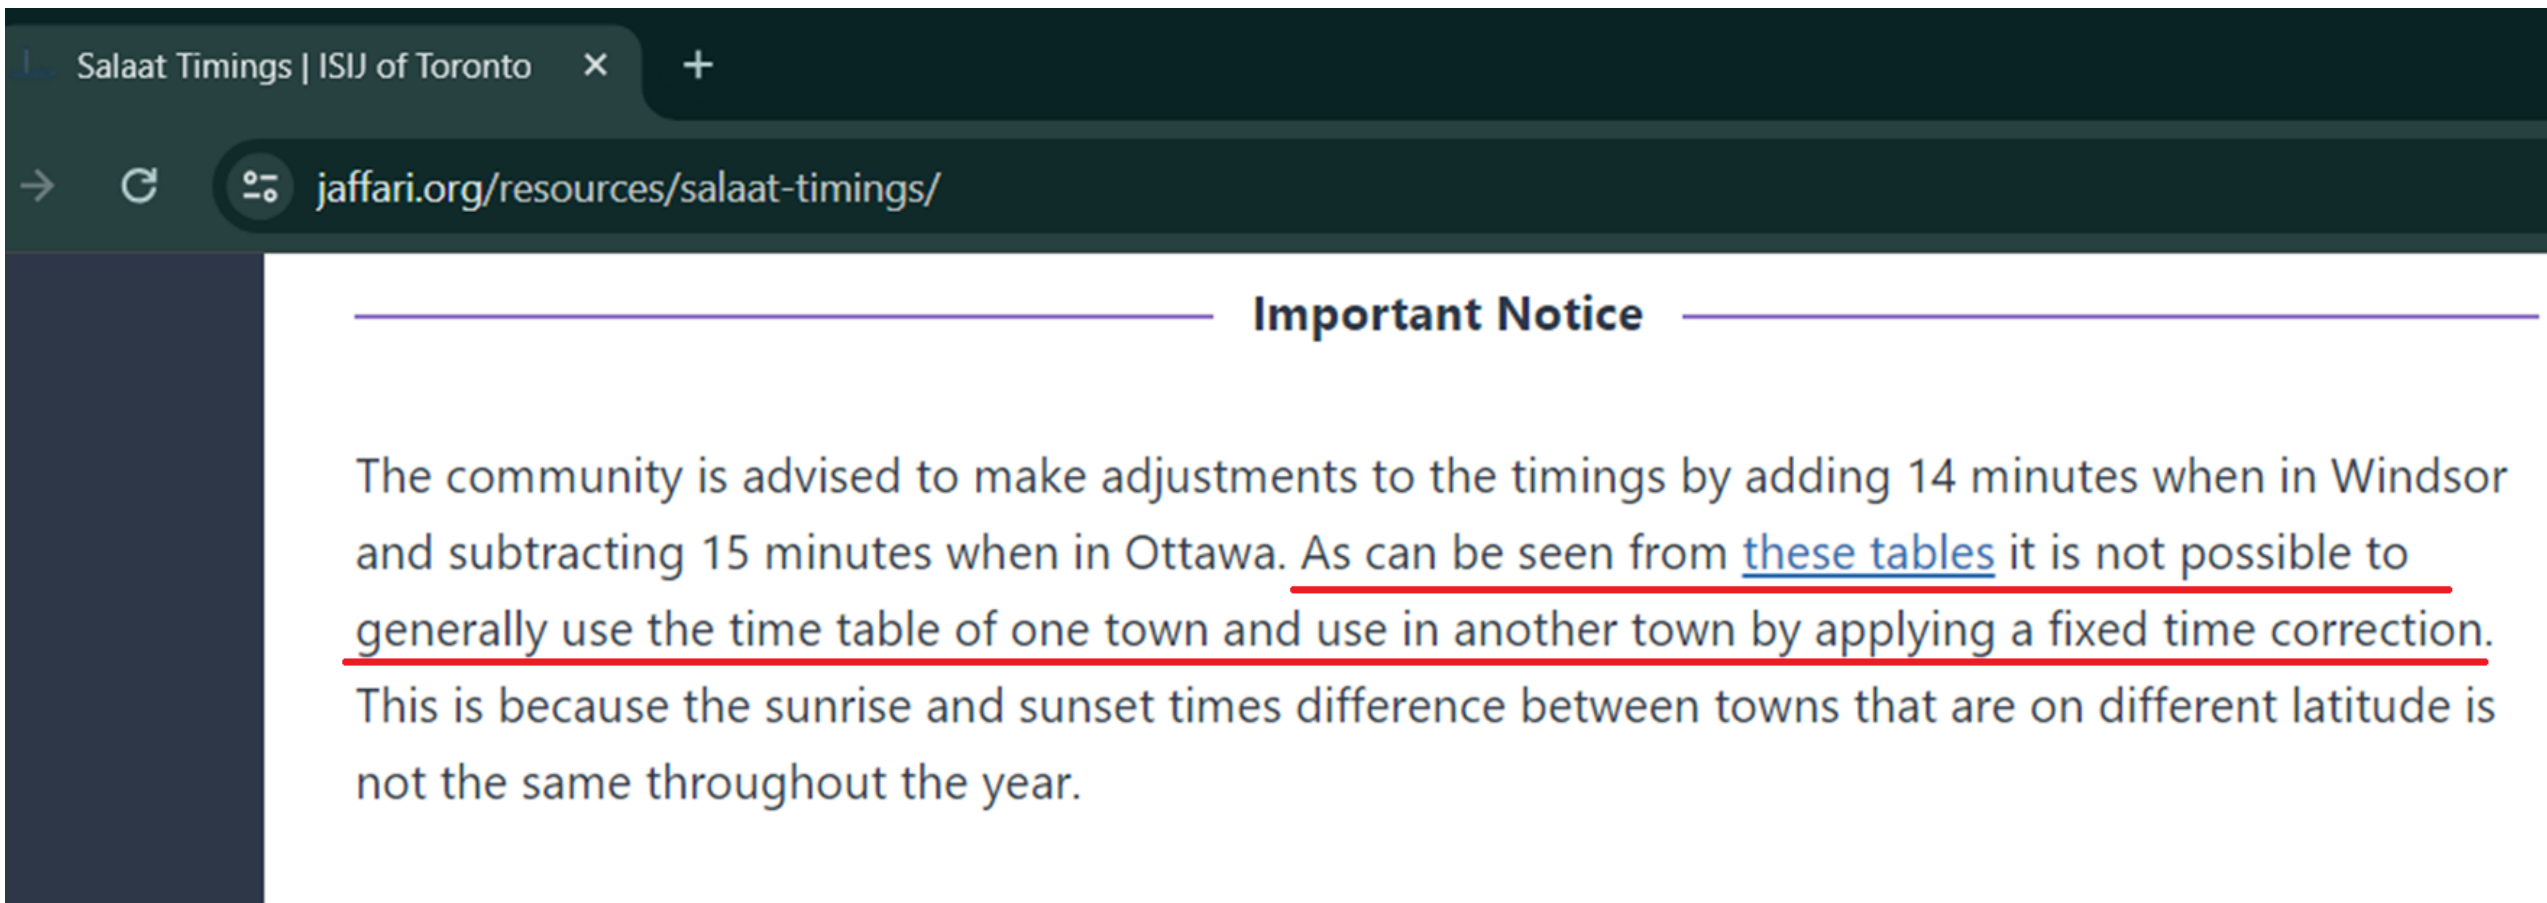 Salaat Timings | ISIJ of Toronto
jaffari.org/resources/salaat-timings/
Important Notice
The community is advised to make adjustments to the timings by adding 14 minutes when in Windsor
and subtracting 15 minutes when in Ottawa. As can be seen from these tables it is not possible to
generally use the time table of one town and use in another town by applying a fixed time correction.
This is because the sunrise and sunset times difference between towns that are on different latitude is
not the same throughout the year.